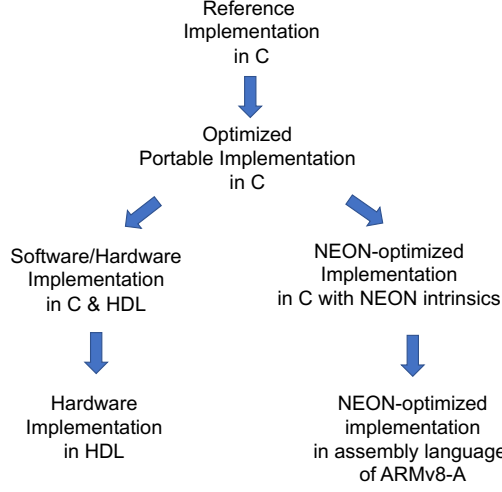 Reference
Implementation
in C
Optimized
Portable Implementation
in C
Software/Hardware
Implementation
in C & HDL
NEON-optimized
Implementation
in C with NEON intrinsics
Hardware
Implementation
in HDL
NEON-optimized
implementation
in assembly language
of ARMv8-A